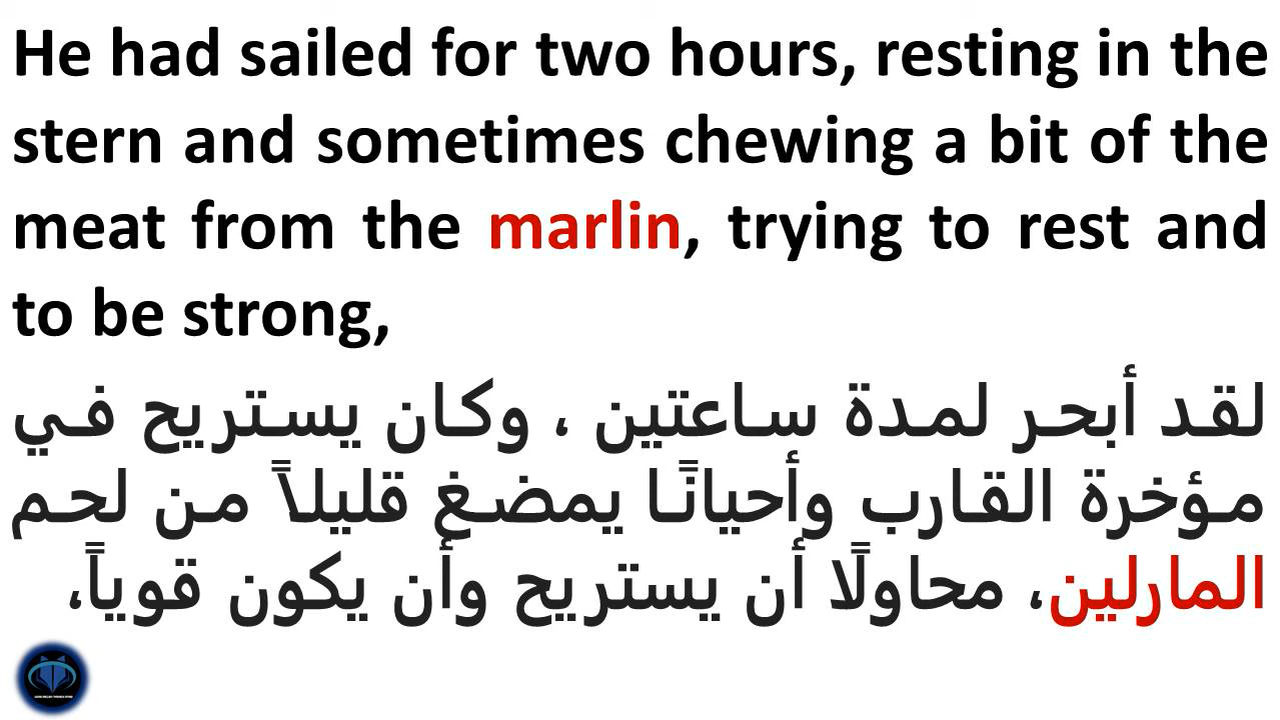 He had sailed for two hours, resting in the
stern and sometimes chewing a bit of the
meat from the marlin, trying to rest and
to be strong,
لقد أبحر لمدة ساعتين ، وكان يستريح في
مؤخرة القارب وأحيانًا يمضغ قليلاً من لحم
المارلين، محاولًا أن يستريح وأن يكون قوياً،